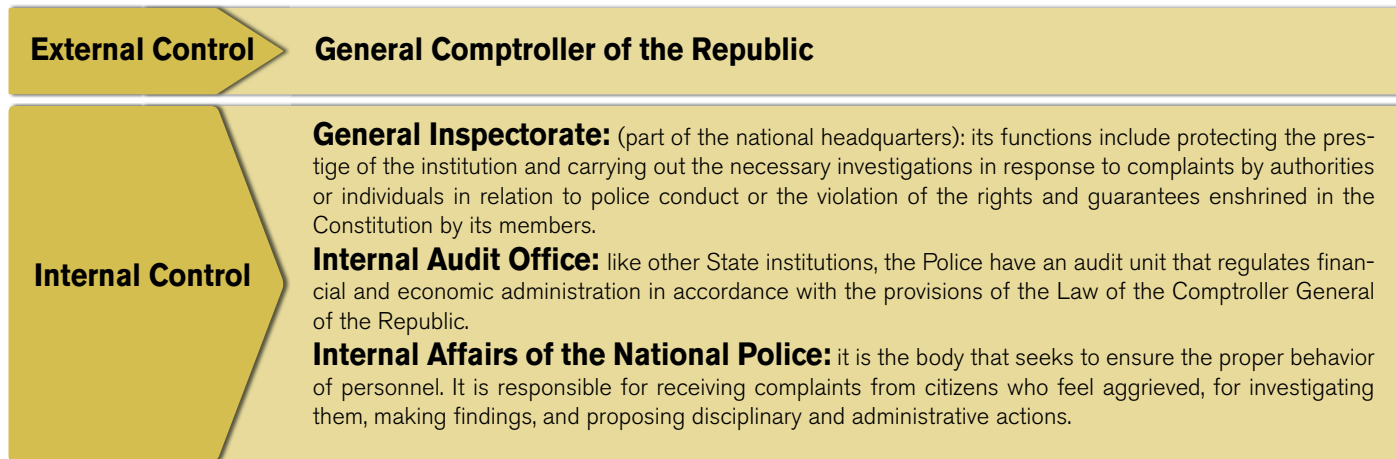 External Control
General Comptroller of the Republic
Internal Control
General Inspectorate: (part of the national headquarters): its functions include protecting the pres-
tige of the institution and carrying out the necessary investigations in response to complaints by authorities
or individuals in relation to police conduct or the violation of the rights and guarantees enshrined in the
Constitution by its members.
Internal Audit Office: like other State institutions, the Police have an audit unit that regulates finan-
cial and economic administration in accordance with the provisions of the Law of the Comptroller General
of the Republic.
Internal Affairs of the National Police: it is the body that seeks to ensure the proper behavior
of personnel. It is responsible for receiving complaints from citizens who feel aggrieved, for investigating
them, making findings, and proposing disciplinary and administrative actions.